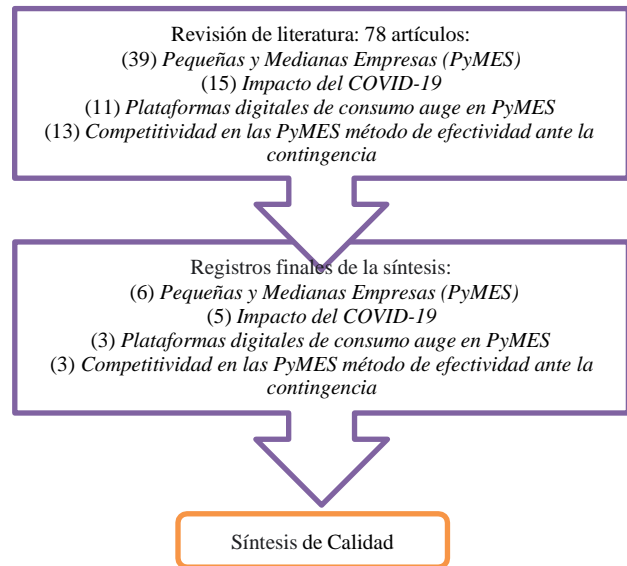 Revisión de literatura: 78 artículos:
(39) Pequeñas y Medianas Empresas (PyMES)
(15) Impacto del COVID-19
(11) Plataformas digitales de consumo auge en PyMES
(13) Competitividad en las PyMES método de efectividad ante la
contingencia
Registros finales de la síntesis:
(6) Pequeñas y Medianas Empresas (PyMES)
(5) Impacto del COVID-19
(3) Plataformas digitales de consumo auge en PyMES
(3) Competitividad en las PyMES método de efectividad ante la
contingencia
Síntesis de Calidad